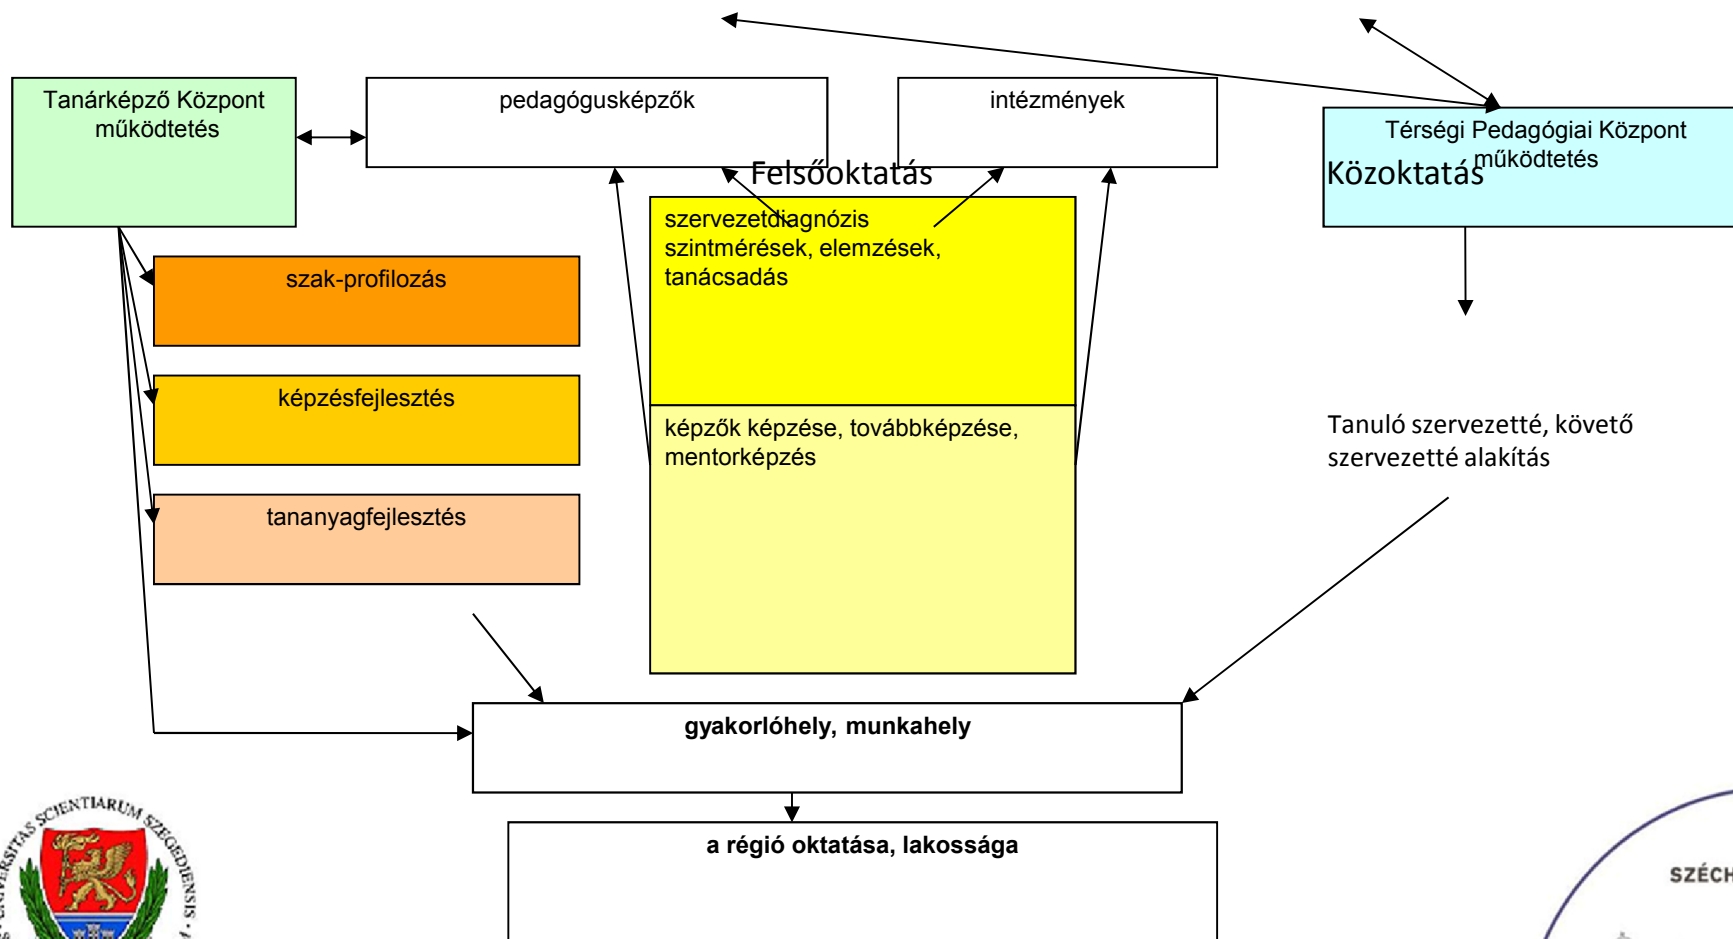 Tanárképző Központ
működtetés
pedagógusképzők
intézmények
Térségi Pedagógiai Központ
működtetés
Felsőoktatás
Közoktatás
szervezetdiagnózis
szintmérések, elemzések,
tanácsadás
szak-profilozás
képzésfejlesztés
képzők képzése, továbbképzése,
mentorképzés
Tanuló szervezetté, követő
szervezetté alakítás
tananyagfejlesztés
gyakorlóhely, munkahely
a régió oktatása, lakossága
SCIENTIARUM SZEGEDIENSIS
SZÉCH